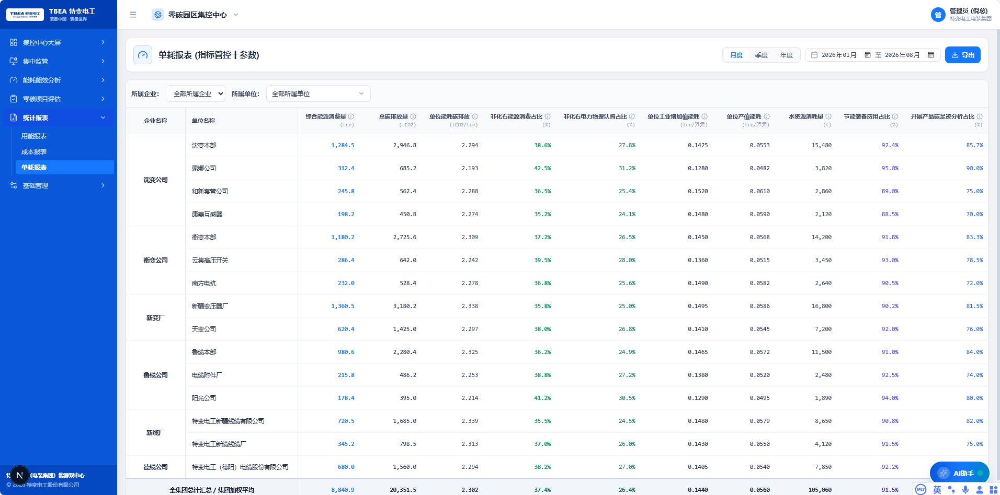 TBEA 特变电工
TBEA 特变电工
装备中国·装备世界
零碳园区集控中心
管
管理员 (倪总)
特变电工电装集团
集控中心大屏
集中监管
能耗能效分析
零碳项目评估
统计报表
用能报表
成本报表
单耗报表
基础管理
N
(电装集团) 能源双中心
© 2026 特变电工股份有限公司
单耗报表 (指标管控十参数)
月度 季度 年度
2026年01月 至 2026年08月
导出
所属企业: 全部所属企业 所属单位: 全部所属单位
企业名称 单位名称 综合能源消费量 (tce) 总碳排放量 (tCO2) 单位能耗碳排放 (tCO2/tce) 非化石能源消费占比 (%) 非化石电力物理认购占比 (%) 单位工业增加值能耗 (tce/万元) 单位产值能耗 (tce/万元) 水资源消耗量 (t) 节能装备应用占比 (%) 开展产品碳足迹分析占比 (%)
沈变公司
沈变本部 1,284.5 2,946.8 2.294 38.6% 27.8% 0.1425 0.0553 15,480 92.4% 85.7%
露娜公司 312.4 685.2 2.193 42.5% 31.2% 0.1280 0.0482 3,820 95.0% 90.0%
和新套管公司 245.8 562.4 2.288 36.5% 25.4% 0.1520 0.0610 2,860 89.0% 75.0%
康嘉互感器 198.2 450.8 2.274 35.2% 24.1% 0.1480 0.0590 2,120 88.5% 70.0%
衡变公司
衡变本部 1,180.2 2,725.6 2.309 37.2% 26.5% 0.1450 0.0568 14,200 91.8% 83.3%
云集高压开关 286.4 642.0 2.242 39.5% 28.0% 0.1360 0.0515 3,450 93.0% 78.5%
南方电抗 232.0 528.4 2.278 36.8% 25.6% 0.1490 0.0582 2,640 90.5% 72.0%
新变厂
新疆变压器厂 1,360.5 3,180.2 2.338 35.8% 25.0% 0.1495 0.0586 16,800 90.2% 81.5%
天变公司 620.4 1,425.0 2.297 38.0% 26.8% 0.1410 0.0545 7,200 92.0% 76.0%
鲁缆公司
鲁缆本部 980.6 2,280.4 2.325 36.2% 24.9% 0.1465 0.0572 11,500 91.0% 84.0%
电缆附件厂 215.8 486.2 2.253 38.8% 27.2% 0.1380 0.0520 2,480 92.5% 74.0%
阳光公司 178.4 395.0 2.214 41.2% 30.5% 0.1290 0.0495 1,890 94.0% 80.0%
新缆厂
特变电工新疆线缆有限公司 720.5 1,685.0 2.339 35.5% 24.5% 0.1480 0.0579 8,650 90.8% 82.0%
特变电工新缆线缆厂 345.2 798.5 2.313 37.0% 26.0% 0.1430 0.0550 4,120 91.5% 75.0%
德缆公司
特变电工 (德阳) 电缆股份有限公司 680.0 1,560.0 2.294 38.2% 27.0% 0.1405 0.0540 7,850 92.2%
全集团总计汇总 / 集团加权平均 8,840.9 20,351.5 2.302 37.4% 26.4% 0.1440 0.0560 105,060 91.5%
AI助手
iFLY 英